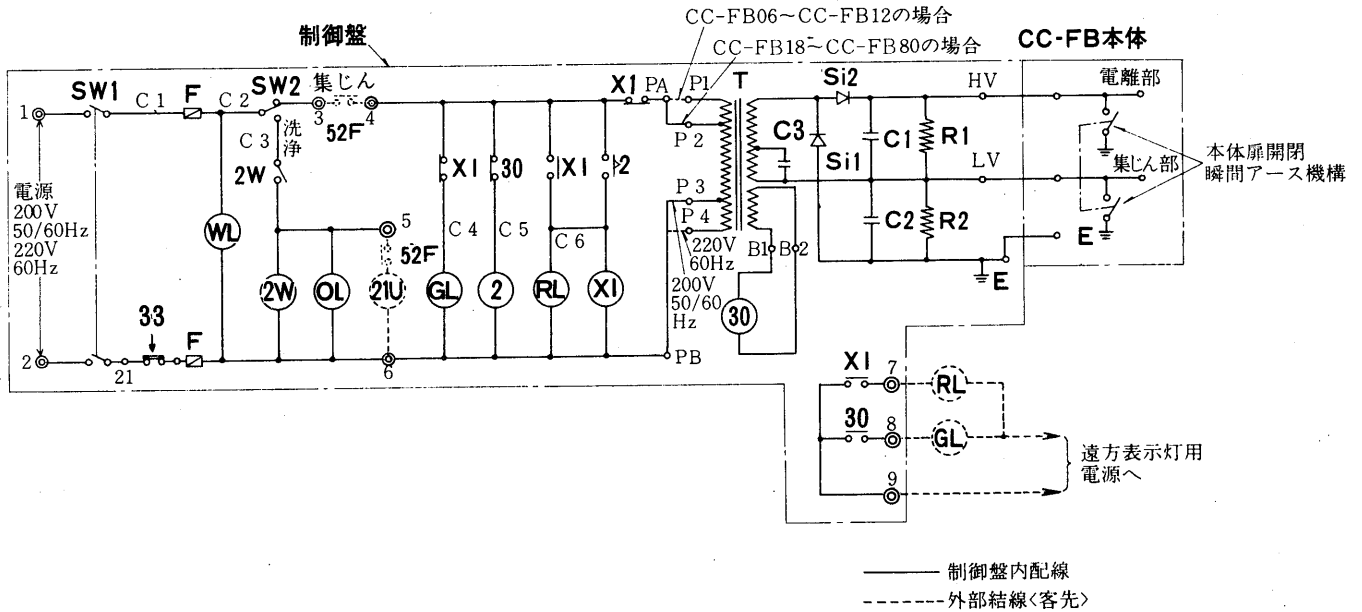 CC-FB06～CC-FB12の場合
制御盤
CC-FB18～CC-FB80の場合
CC-FB本体
SW1
C1
F
C2
SW2
集じん
3
4
52F
X1
PA
P1
T
Si2
HV
電離部
1
C3
洗浄
2W
P2
C3
Si1
C1
R1
LV
集じん部
本体扉開閉
瞬間アース機構
電源
200V
50/60Hz
220V
60Hz
WL
5
52F
X1
30
X1
2
C4
C5
C6
P3
P4
220V
60Hz
200V
50/60
Hz
B1
B2
C2
R2
E
E
2W
OL
21U
GL
2
RL
X1
30
33
F
2
21
6
PB
X1
7
RL
30
8
GL
9
遠方表示灯用
電源へ
制御盤内配線
外部結線<客先>